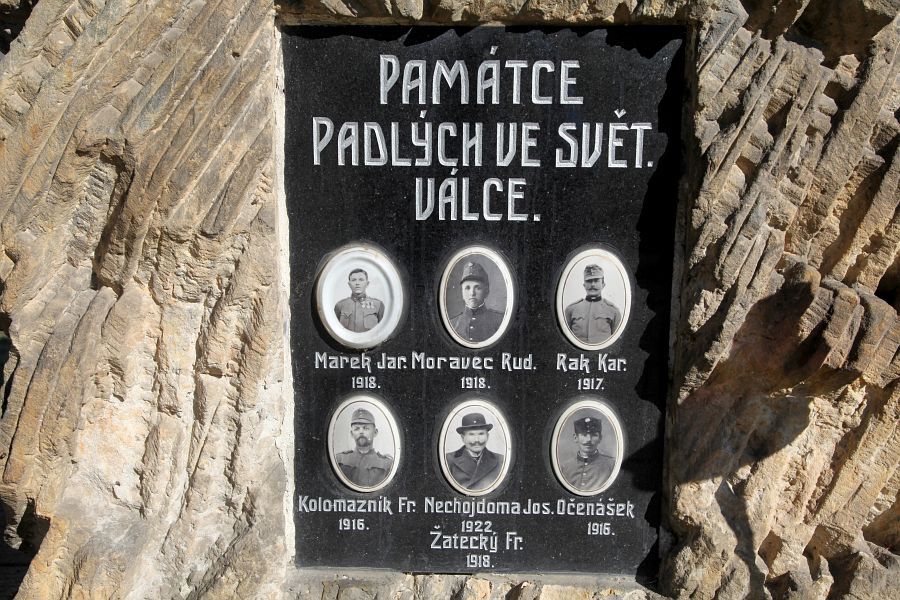 PAMÁTCE
PADLÝCH VE SVĚT.
VÁLCE.
Marek Jar. Moravec Rud. Rak Kar.
1918. 1918. 1917.
Kolomazník Fr. Nechojdoma Jos. Očenášek
1916. 1922. 1916.
Žatecký Fr.
1918.